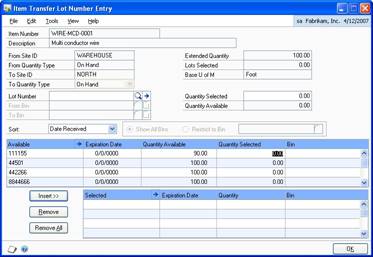 Item Transfer Lot Number Entry
File Edit Tools View Help sa Fabrikam, Inc. 4/12/2007
Item Number WIRE-MCD-0001
Description Multi conductor wire
From Site ID WAREHOUSE Extended Quantity 100.00
From Quantity Type On Hand Lots Selected 0.00
To Site ID NORTH Base U of M Foot
To Quantity Type On Hand
Lot Number Quantity Selected 0.00
From Bin Quantity Available 0.00
To Bin
Sort: Date Received Show All Bins Restrict to Bin
Available Expiration Date Quantity Available Quantity Selected Bin
111155 0/0/0000 90.00 0.00
44501 0/0/0000 100.00 0.00
442266 0/0/0000 100.00 0.00
8844666 0/0/0000 100.00 0.00
Insert >> Selected Expiration Date Quantity Bin
Remove
Remove All
OK